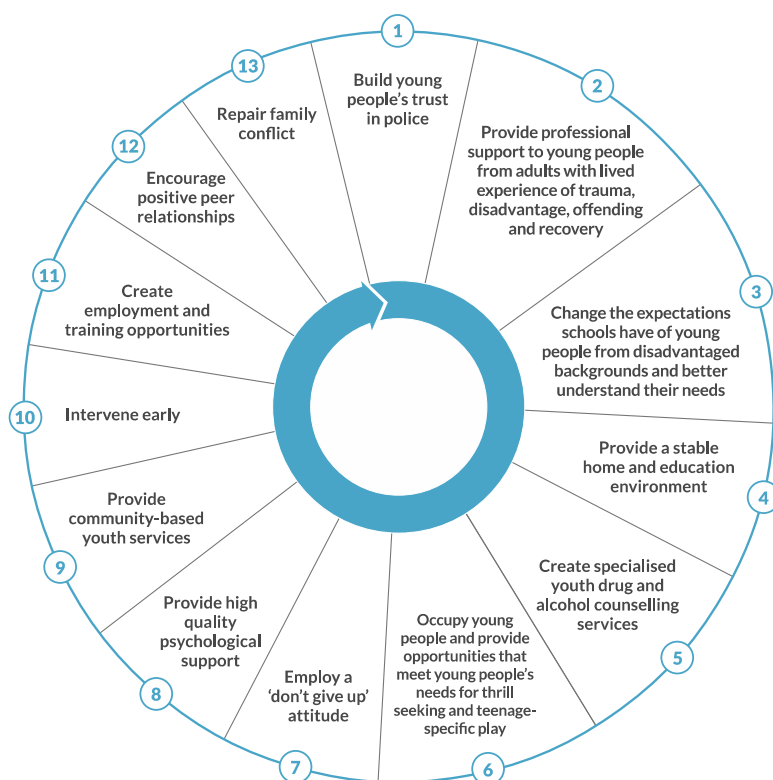 1
Build young
people’s trust
in police
2
Provide professional
support to young people
from adults with lived
experience of trauma,
disadvantage, offending
and recovery
3
Change the expectations
schools have of young
people from disadvantaged
backgrounds and better
understand their needs
4
Provide a stable
home and education
environment
5
Create specialised
youth drug and
alcohol counselling
services
6
Occupy young
people and provide
opportunities that
meet young people’s
needs for thrill
seeking and teenage-
specific play
7
Employ a
‘don’t give up’
attitude
8
Provide high
quality
psychological
support
9
Provide
community-based
youth services
10
Intervene early
11
Create
employment and
training opportunities
12
Encourage
positive peer
relationships
13
Repair family
conflict